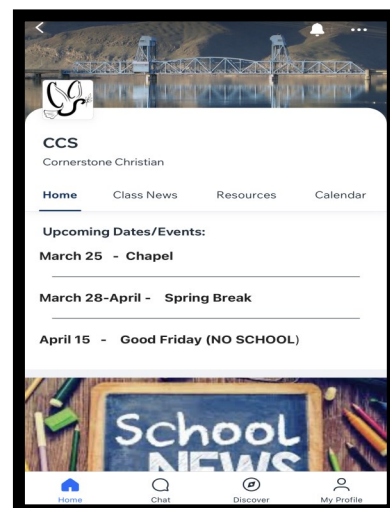 CCS
Cornerstone Christian
Home Class News Resources Calendar
Upcoming Dates/Events:
March 25 - Chapel
March 28-April - Spring Break
April 15 - Good Friday (NO SCHOOL)
School
NEWS
Home Chat Discover My Profile